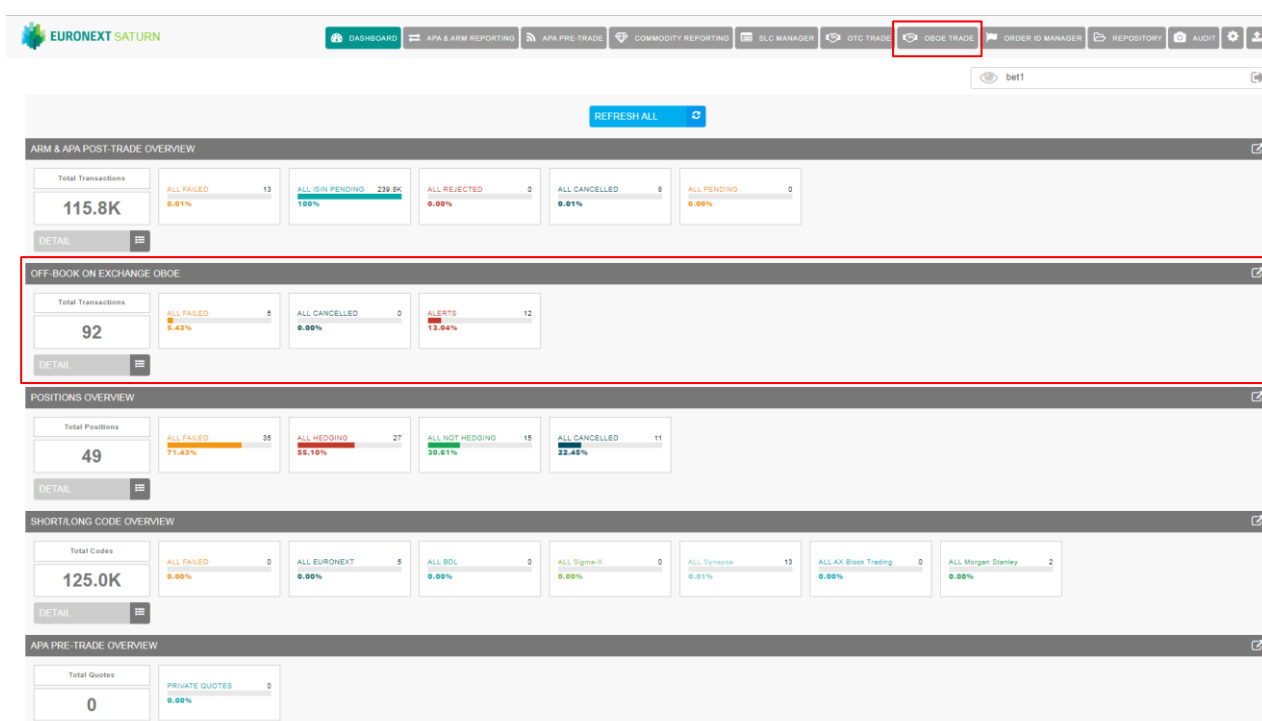 EURONEXT SATURN
DASHBOARD APA & ARM REPORTING APA PRE-TRADE COMMODITY REPORTING SLC MANAGER OTC TRADE OBOE TRADE ORDER ID MANAGER REPOSITORY AUDIT
bet1
REFRESH ALL
ARM & APA POST-TRADE OVERVIEW
Total Transactions
115.8K
DETAIL
ALL FAILED 13
0.01%
ALL ISIN PENDING 239.8K
100%
ALL REJECTED 0
0.00%
ALL CANCELLED 8
0.01%
ALL PENDING 0
0.00%
OFF-BOOK ON EXCHANGE OBOE
Total Transactions
92
DETAIL
ALL FAILED 5
5.43%
ALL CANCELLED 0
0.00%
ALERTS 12
13.04%
POSITIONS OVERVIEW
Total Positions
49
DETAIL
ALL FAILED 35
71.43%
ALL HEDGING 27
55.10%
ALL NOT HEDGING 15
30.61%
ALL CANCELLED 11
22.45%
SHORT/LONG CODE OVERVIEW
Total Codes
125.0K
DETAIL
ALL FAILED 0
0.00%
ALL EURONEXT 5
0.00%
ALL BDL 0
0.00%
ALL Sigma-X 0
0.00%
ALL Synapse 13
0.01%
ALL AX Block Trading 0
0.00%
ALL Morgan Stanley 2
0.00%
APA PRE-TRADE OVERVIEW
Total Quotes
0
PRIVATE QUOTES 0
0.00%